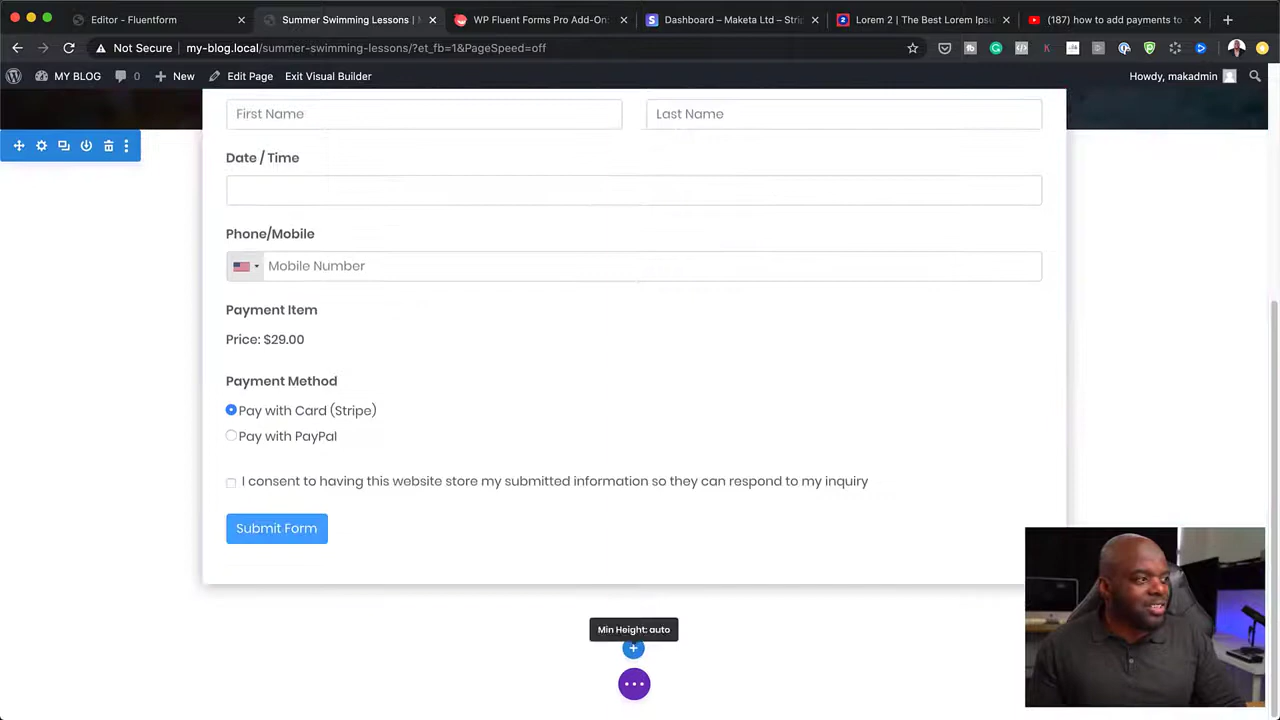 Editor - Fluentform
Summer Swimming Lessons |
WP Fluent Forms Pro Add-On:
Dashboard – Maketa Ltd – Strip
Lorem 2 | The Best Lorem Ipsu
(187) how to add payments to
Not Secure
my-blog.local/summer-swimming-lessons/?et_fb=1&PageSpeed=off
MY BLOG
0
New
Edit Page
Exit Visual Builder
Howdy, makadmin
First Name
Last Name
Date / Time
Phone/Mobile
Mobile Number
Payment Item
Price: $29.00
Payment Method
Pay with Card (Stripe)
Pay with PayPal
I consent to having this website store my submitted information so they can respond to my inquiry
Submit Form
Min Height: auto